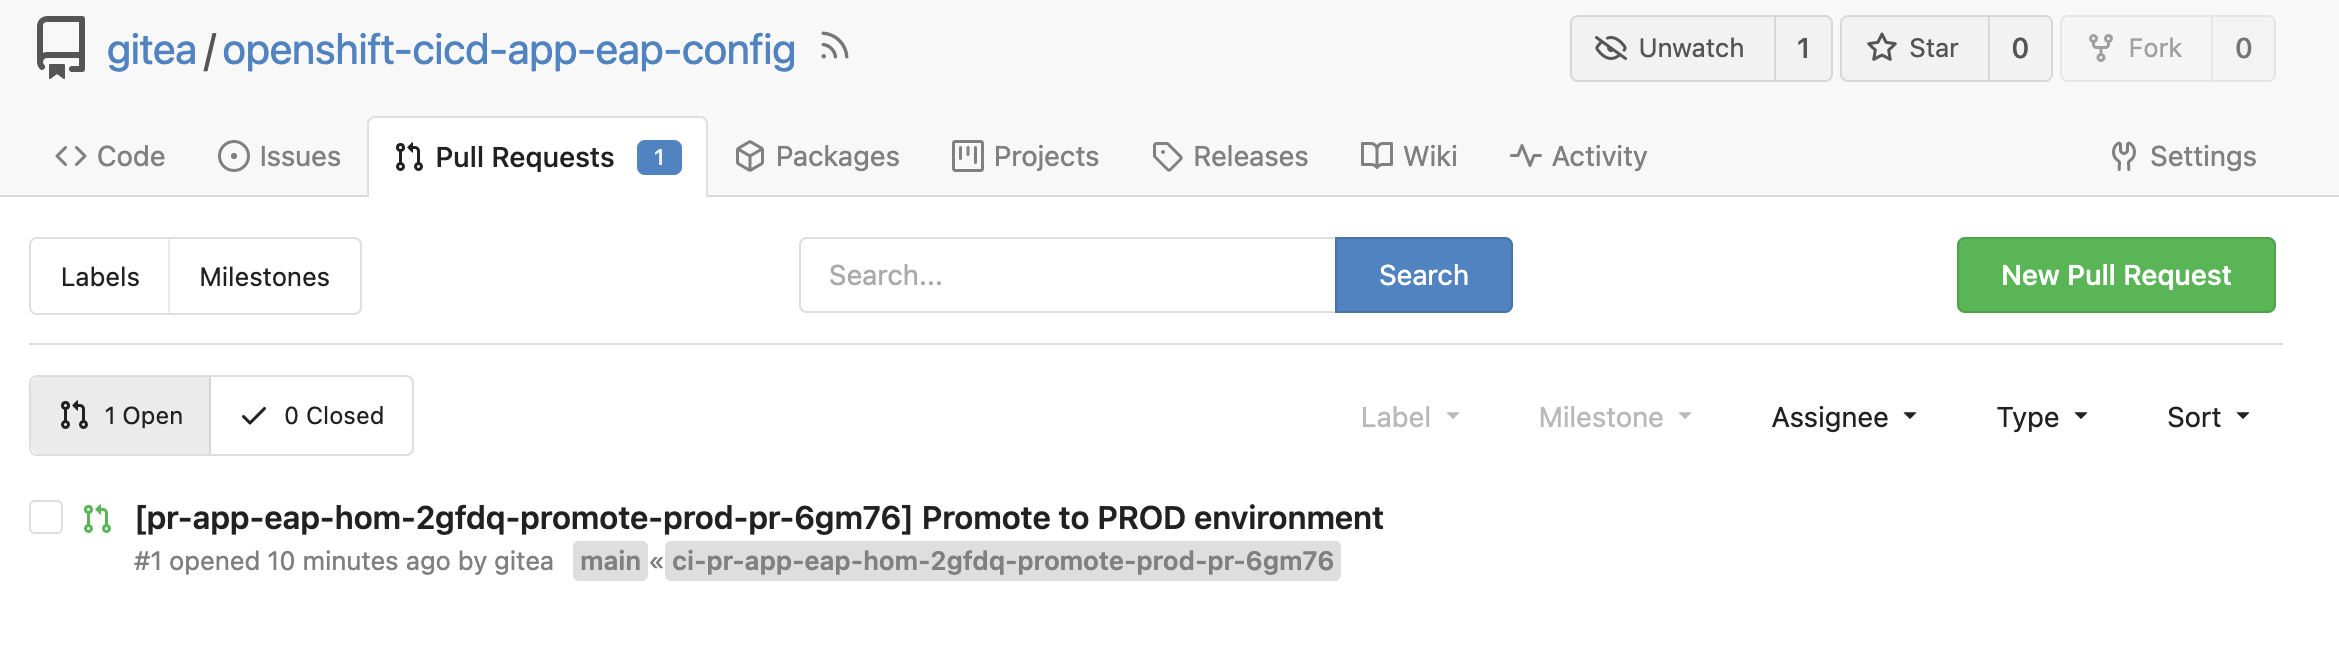 gitea / openshift-cicd-app-eap-config Unwatch 1 Star 0 Fork 0
Code Issues Pull Requests 1 Packages Projects Releases Wiki Activity Settings
Labels Milestones Search... Search New Pull Request
1 Open 0 Closed Label Milestone Assignee Type Sort
[pr-app-eap-hom-2gfdq-promote-prod-pr-6gm76] Promote to PROD environment
#1 opened 10 minutes ago by gitea main « ci-pr-app-eap-hom-2gfdq-promote-prod-pr-6gm76